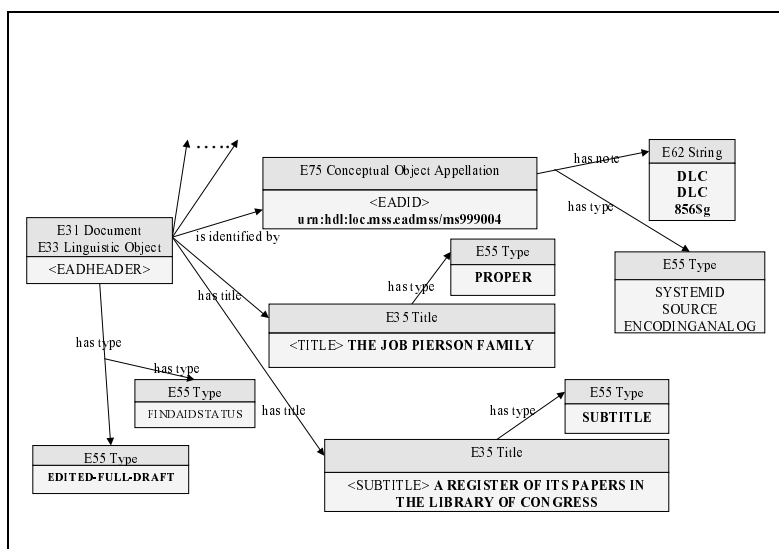 .....
E75 Conceptual Object Appellation
<EADID>
urn:hdl:loc.mss.eadmss/ms999004
has note
E62 String
DLC
DLC
856$g
has type
E55 Type
SYSTEMID
SOURCE
ENCODINGANALOG
E31 Document
E33 Linguistic Object
<EADHEADER>
is identified by
has title
E55 Type
PROPER
has type
E35 Title
<TITLE> THE JOB PIERSON FAMILY
has type
has type
E55 Type
FINDAIDSTATUS
E55 Type
EDITED-FULL-DRAFT
has title
E55 Type
SUBTITLE
has type
E35 Title
<SUBTITLE> A REGISTER OF ITS PAPERS IN
THE LIBRARY OF CONGRESS